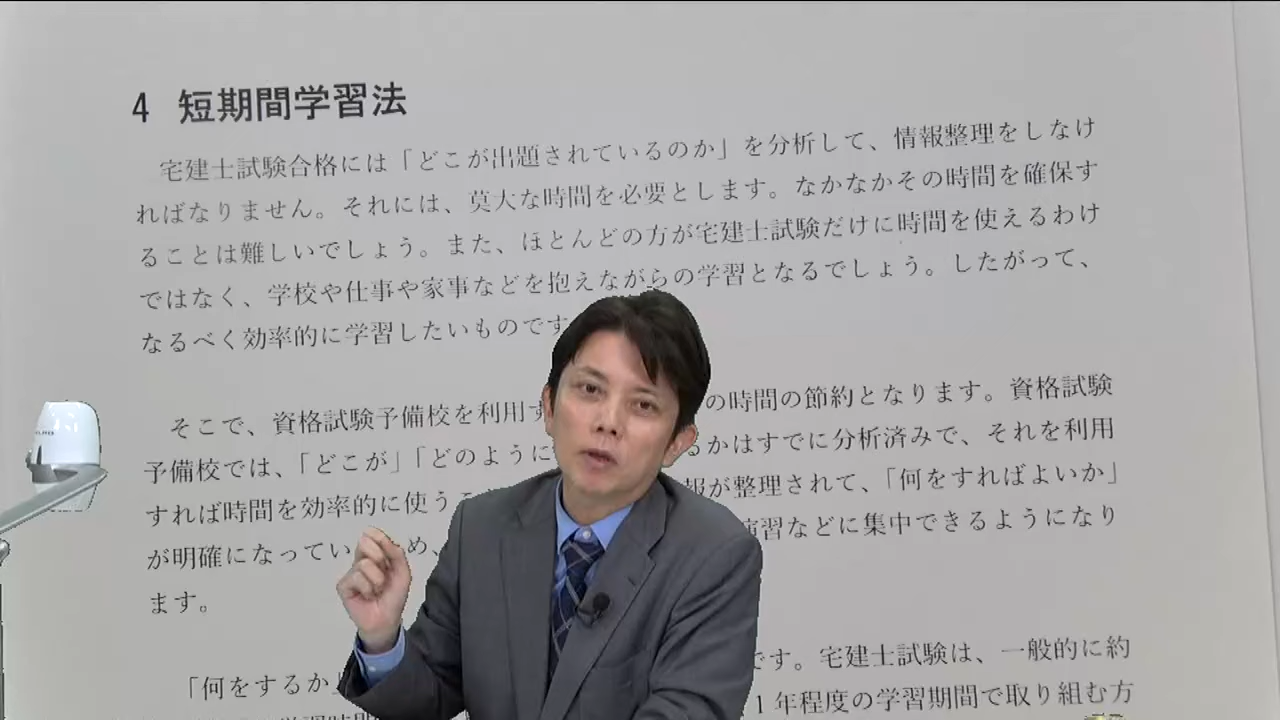 4 短期間学習法
宅建士試験合格には「どこが出題されているのか」を分析して、情報整理をしなけ
ればなりません。それには、莫大な時間を必要とします。なかなかその時間を確保す
ることは難しいでしょう。また、ほとんどの方が宅建士試験だけに時間を使えるわけ
ではなく、学校や仕事や家事などを抱えながらの学習となるでしょう。したがって、
なるべく効率的に学習したいものです
そこで、資格試験予備校を利用す の時間の節約となります。資格試験
予備校では、「どこが」「どのように るかはすでに分析済みで、それを利用
すれば時間を効率的に使うこ 報が整理されて、「何をすればよいか」
が明確になってい め、 演習などに集中できるようになり
ます。
です。宅建士試験は、一般的に約
「何をするか 1年程度の学習期間で取り組む方